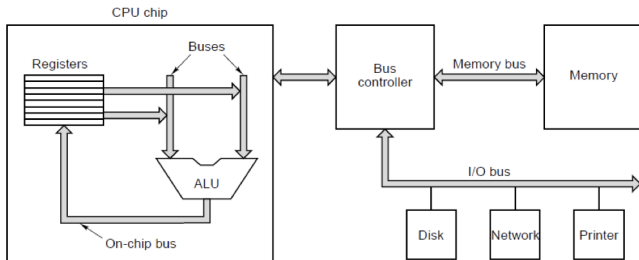 CPU chip
Registers
Buses
Bus
controller
Memory bus
Memory
ALU
I/O bus
On-chip bus
Disk
Network
Printer